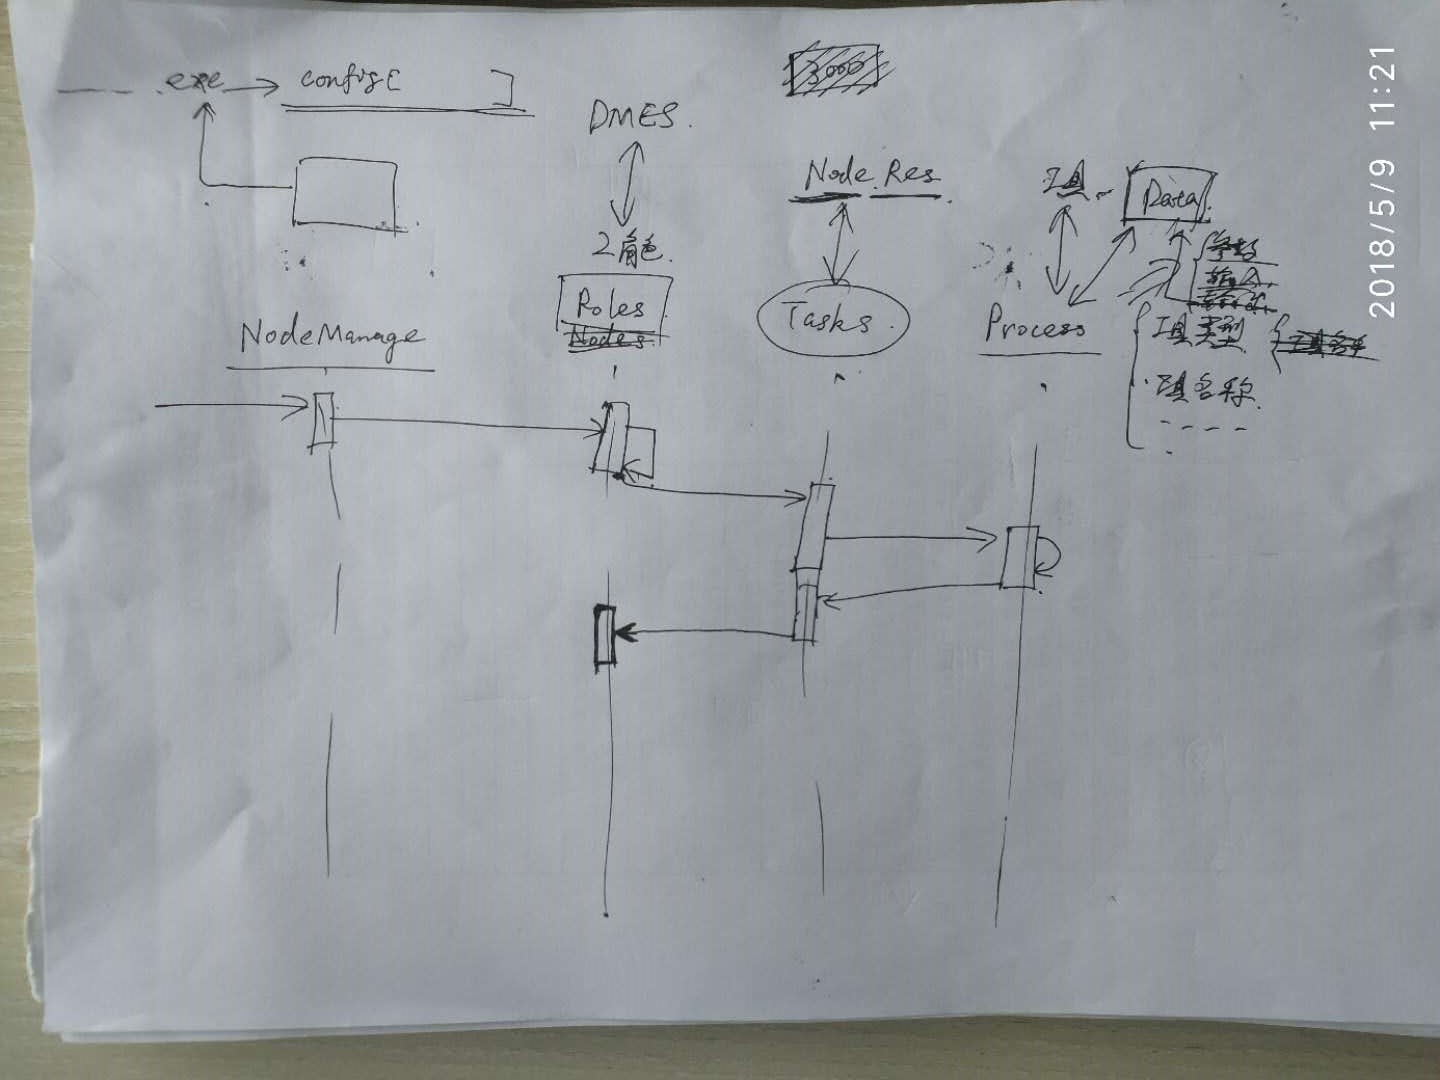 .exe → config[ ]
3000
DMES.
2角色.
Roles
Nodes.
Node.Res.
Tasks.
工具
Data.
Process
NodeManage
参数
输入
工具类型
工具名称
工具名称.
----
2018/5/9 11:21